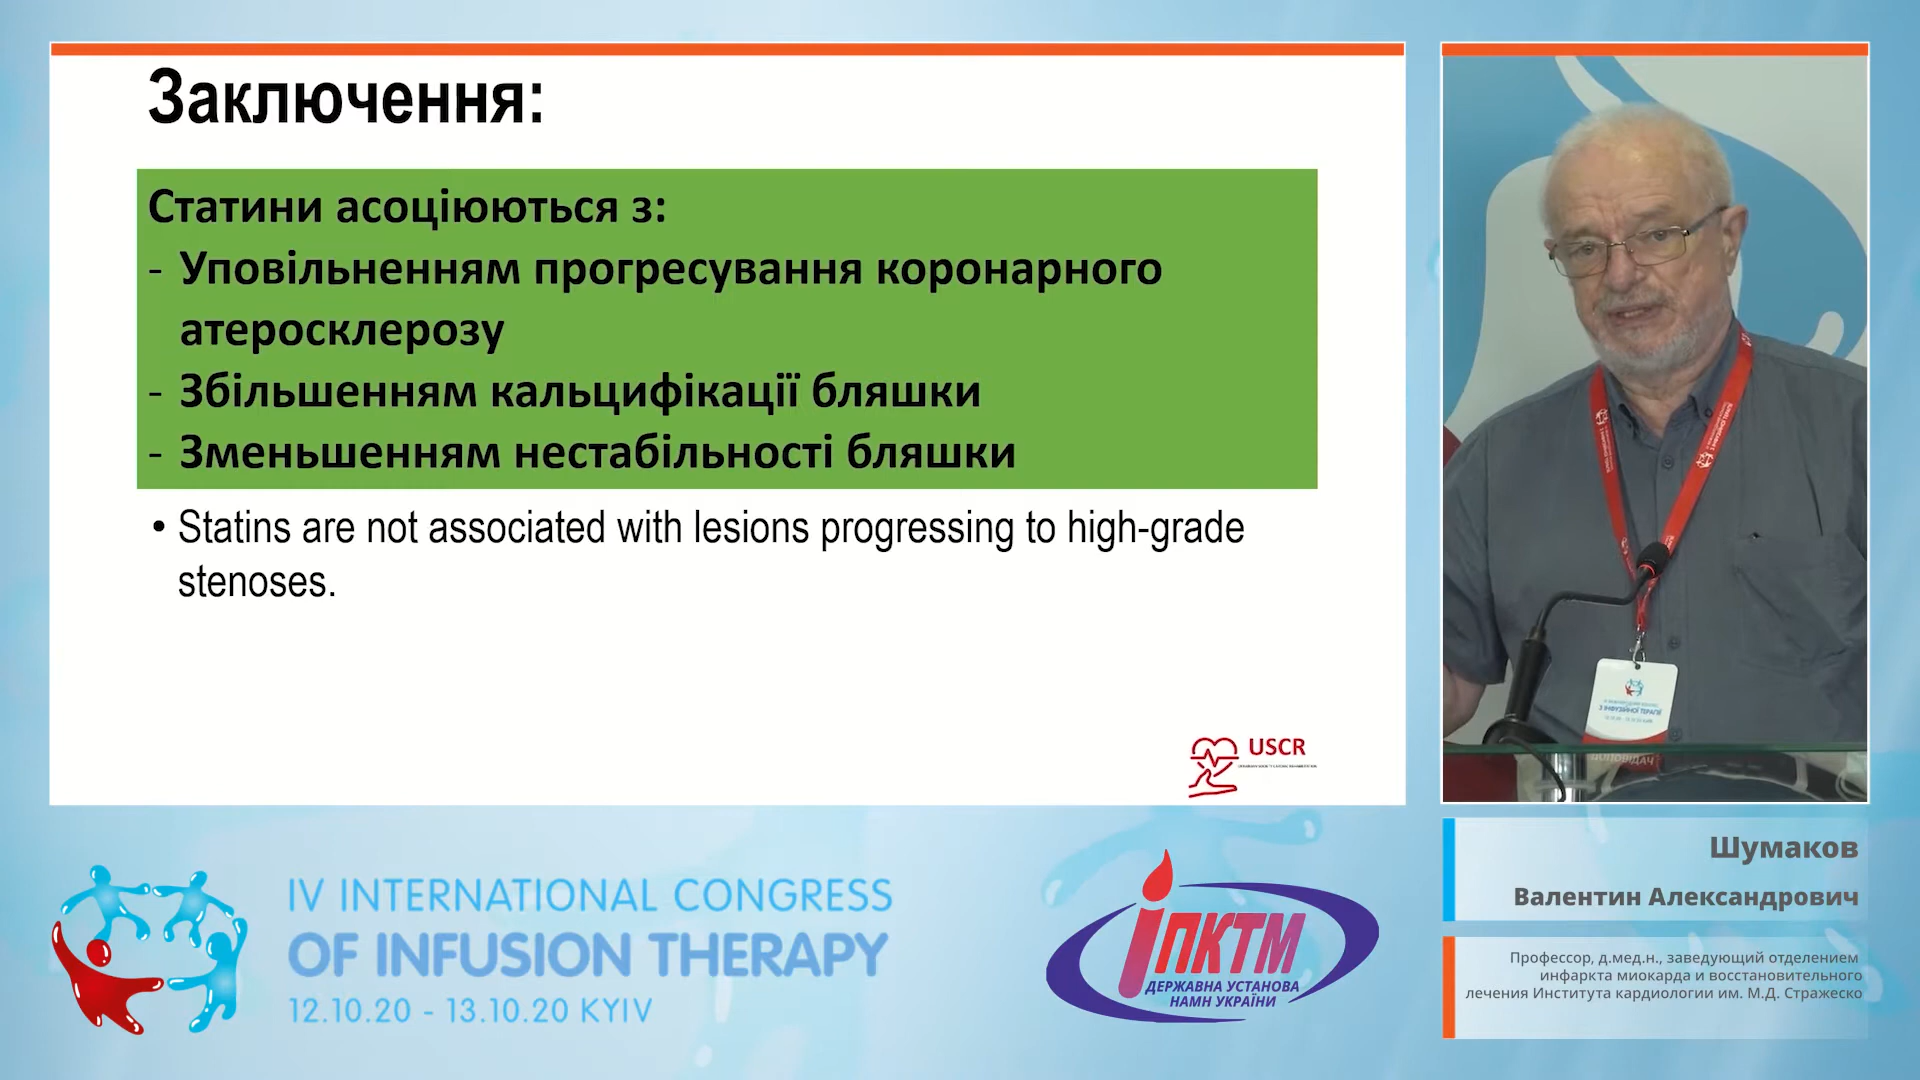 Заключення:
Статини асоціюються з:
- Уповільненням прогресування коронарного
атеросклерозу
- Збільшенням кальцифікації бляшки
- Зменьшенням нестабільності бляшки
• Statins are not associated with lesions progressing to high-grade
stenoses.
USCR
З ІНФУЗІЙНОЇ ТЕРАПІЇ
ДОПОВІДАЧ
Шумаков
Валентин Александрович
Профессор, д.мед.н., заведующий отделением
инфаркта миокарда и восстановительного
лечения Института кардиологии им. М.Д. Стражеско
IV INTERNATIONAL CONGRESS
OF INFUSION THERAPY
12.10.20 - 13.10.20 KYIV
ІПКТМ
ДЕРЖАВНА УСТАНОВА
НАМН УКРАЇНИ